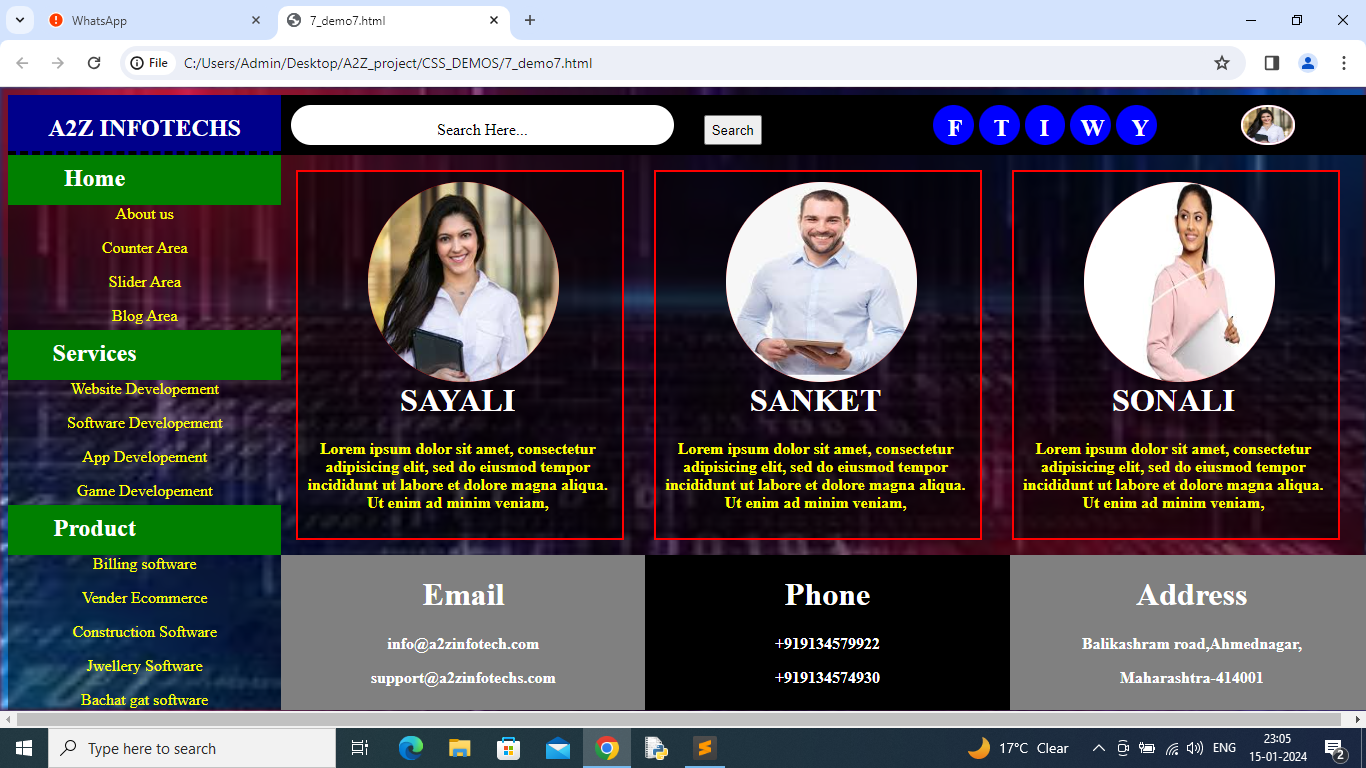 WhatsApp
7_demo7.html
File C:/Users/Admin/Desktop/A2Z_project/CSS_DEMOS/7_demo7.html
A2Z INFOTECHS
Search Here...
Search
F T I W Y
Home
About us
Counter Area
Slider Area
Blog Area
Services
Website Developement
Software Developement
App Developement
Game Developement
Product
Billing software
Vender Ecommerce
Construction Software
Jwellery Software
Bachat gat software
SAYALI
Lorem ipsum dolor sit amet, consectetur
adipisicing elit, sed do eiusmod tempor
incididunt ut labore et dolore magna aliqua.
Ut enim ad minim veniam,
SANKET
Lorem ipsum dolor sit amet, consectetur
adipisicing elit, sed do eiusmod tempor
incididunt ut labore et dolore magna aliqua.
Ut enim ad minim veniam,
SONALI
Lorem ipsum dolor sit amet, consectetur
adipisicing elit, sed do eiusmod tempor
incididunt ut labore et dolore magna aliqua.
Ut enim ad minim veniam,
Email
info@a2zinfotech.com
support@a2zinfotechs.com
Phone
+919134579922
+919134574930
Address
Balikashram road,Ahmednagar,
Maharashtra-414001
Type here to search
17°C Clear
ENG
23:05
15-01-2024
2